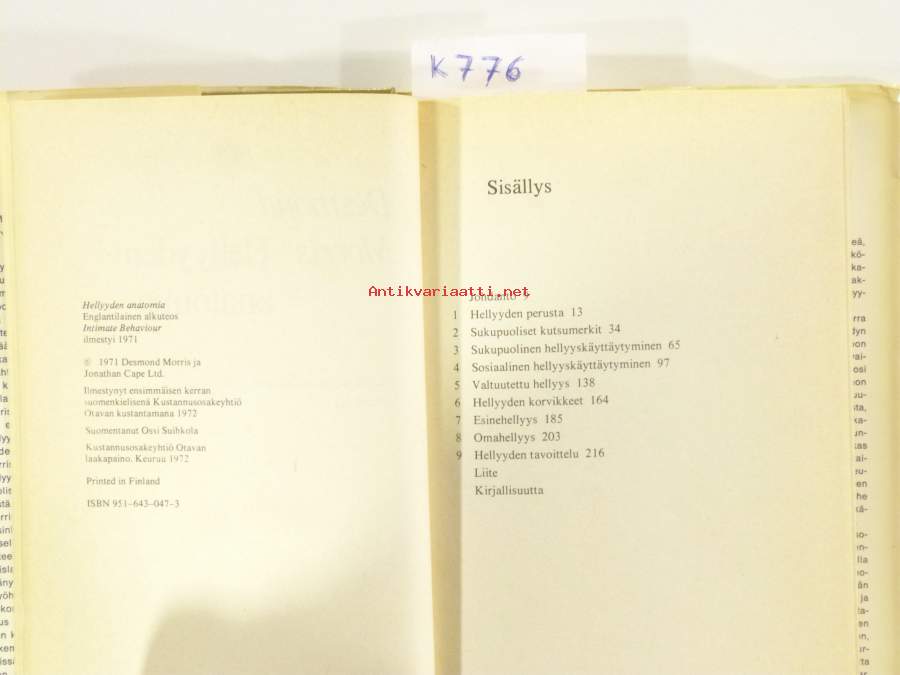 K776
Hellyyden anatomia
Englantilainen alkuteos
Intimate Behaviour
ilmestyi 1971
© 1971 Desmond Morris ja
Jonathan Cape Ltd.
Ilmestynyt ensimmäisen kerran
suomenkielisenä Kustannusosakeyhtiö
Otavan kustantamana 1972
Suomentanut Ossi Suihkola
Kustannusosakeyhtiö Otavan
laakapaino. Keuruu 1972
Printed in Finland
ISBN 951-643-047-3
Sisällys
Antikvariaatti.net
Johdanto 9
1 Hellyyden perusta 13
2 Sukupuoliset kutsumerkit 34
3 Sukupuolinen hellyyskäyttäytyminen 65
4 Sosiaalinen hellyyskäyttäytyminen 97
5 Valtuutettu hellyys 138
6 Hellyyden korvikkeet 164
7 Esinehellyys 185
8 Omahellyys 203
9 Hellyyden tavoittelu 216
Liite
Kirjallisuutta